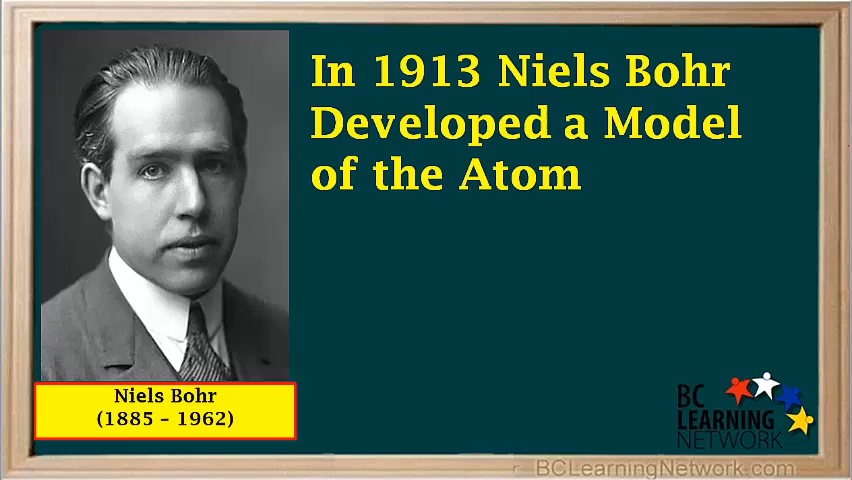 In 1913 Niels Bohr
Developed a Model
of the Atom
Niels Bohr
(1885 – 1962)
BC
LEARNING
NETWORK
BCLearningNetwork.com